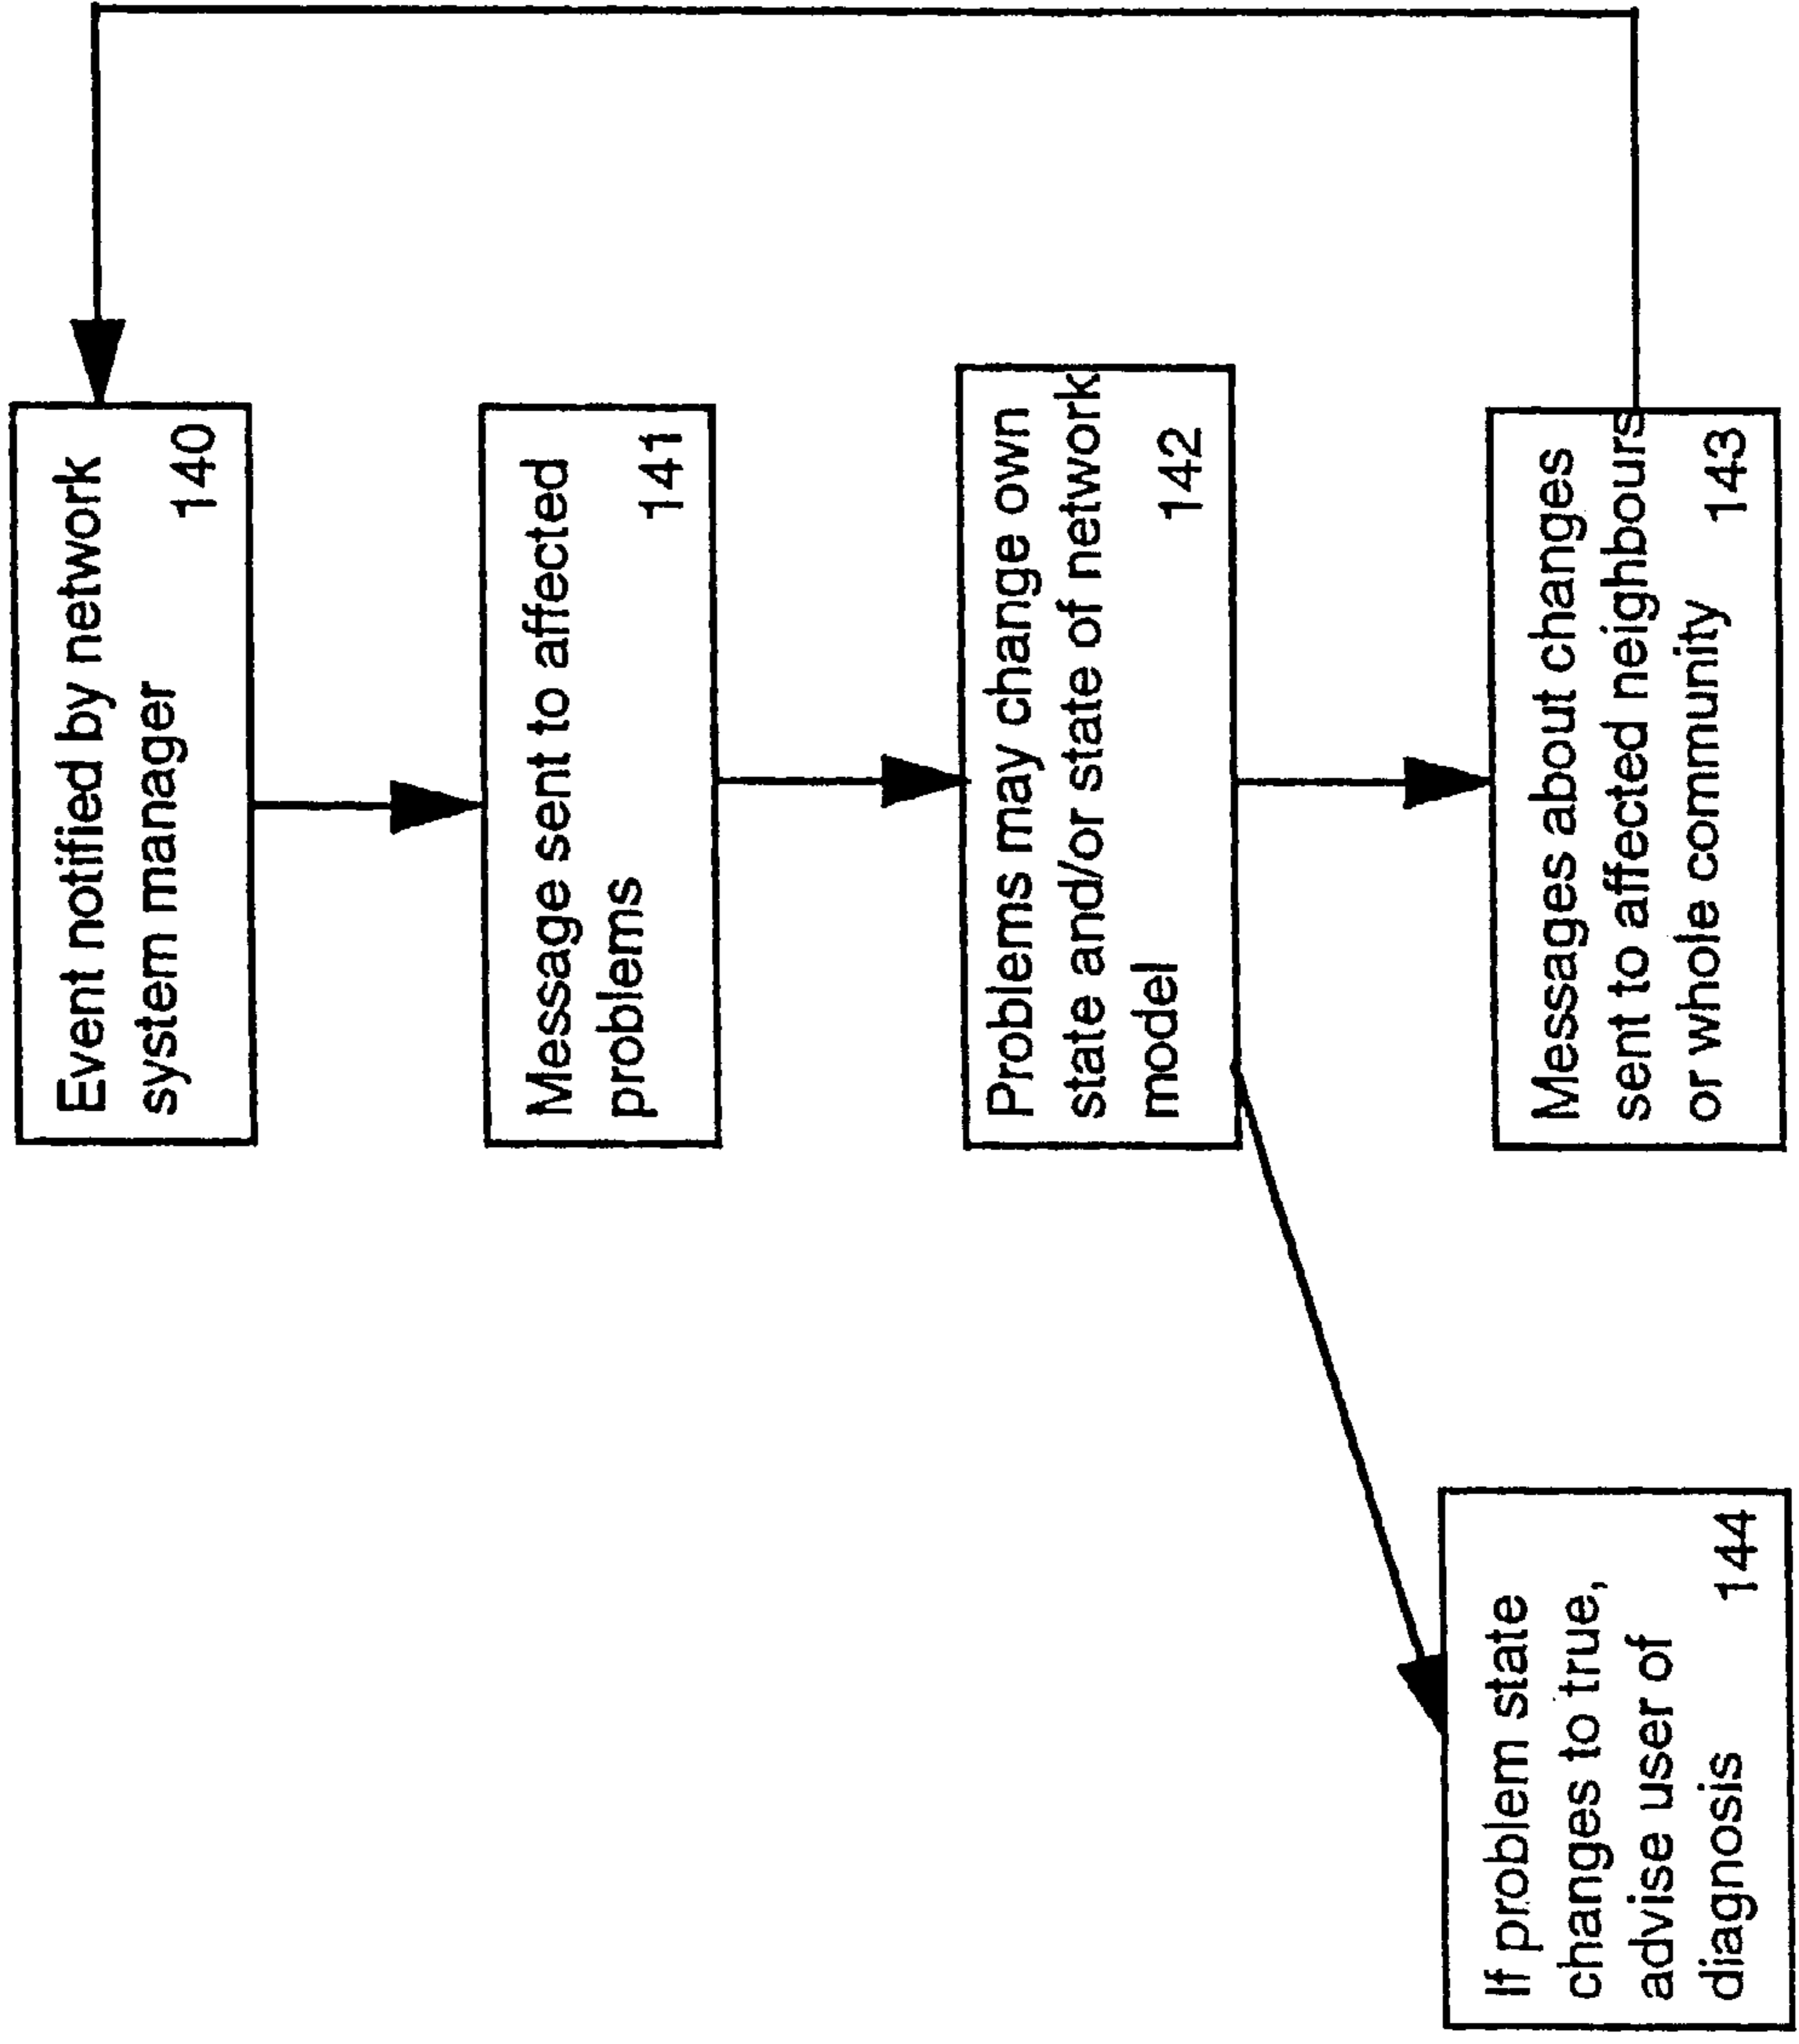 Event notified by network
system manager 140
Message sent to affected
problems 141
Problems may change own
state and/or state of network
model 142
Messages about changes
sent to affected neighbours
or whole community 143
If problem state
changes to true,
advise user of
diagnosis 144